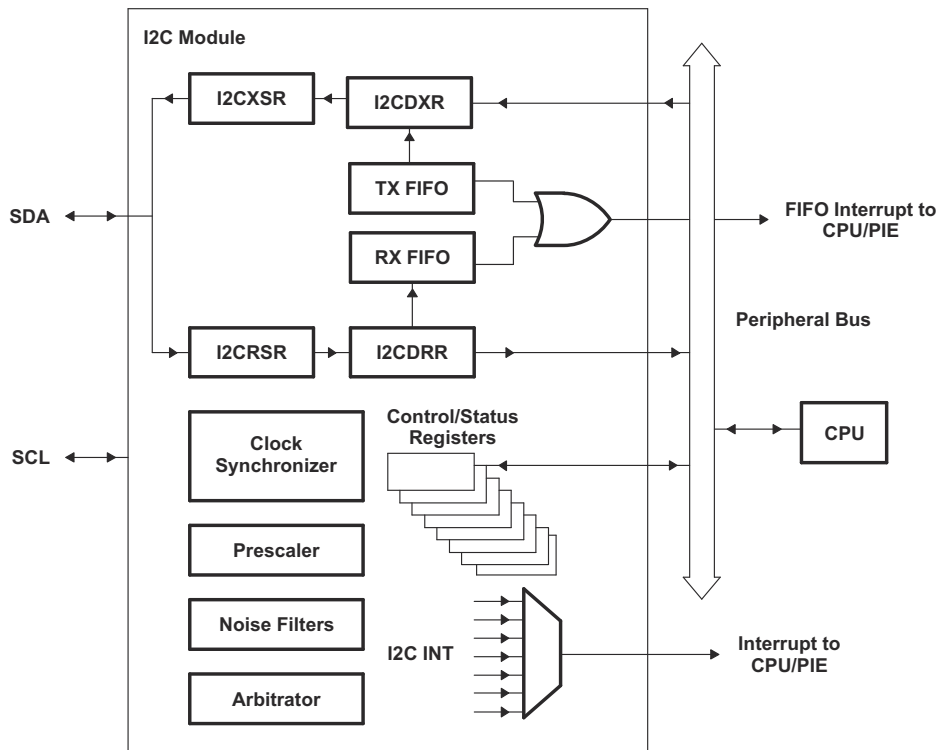 I2C Module
I2CXSR
I2CDXR
TX FIFO
SDA
FIFO Interrupt to
CPU/PIE
RX FIFO
Peripheral Bus
I2CRSR
I2CDRR
Control/Status
Registers
CPU
Clock
Synchronizer
SCL
Prescaler
Noise Filters
I2C INT
Interrupt to
CPU/PIE
Arbitrator